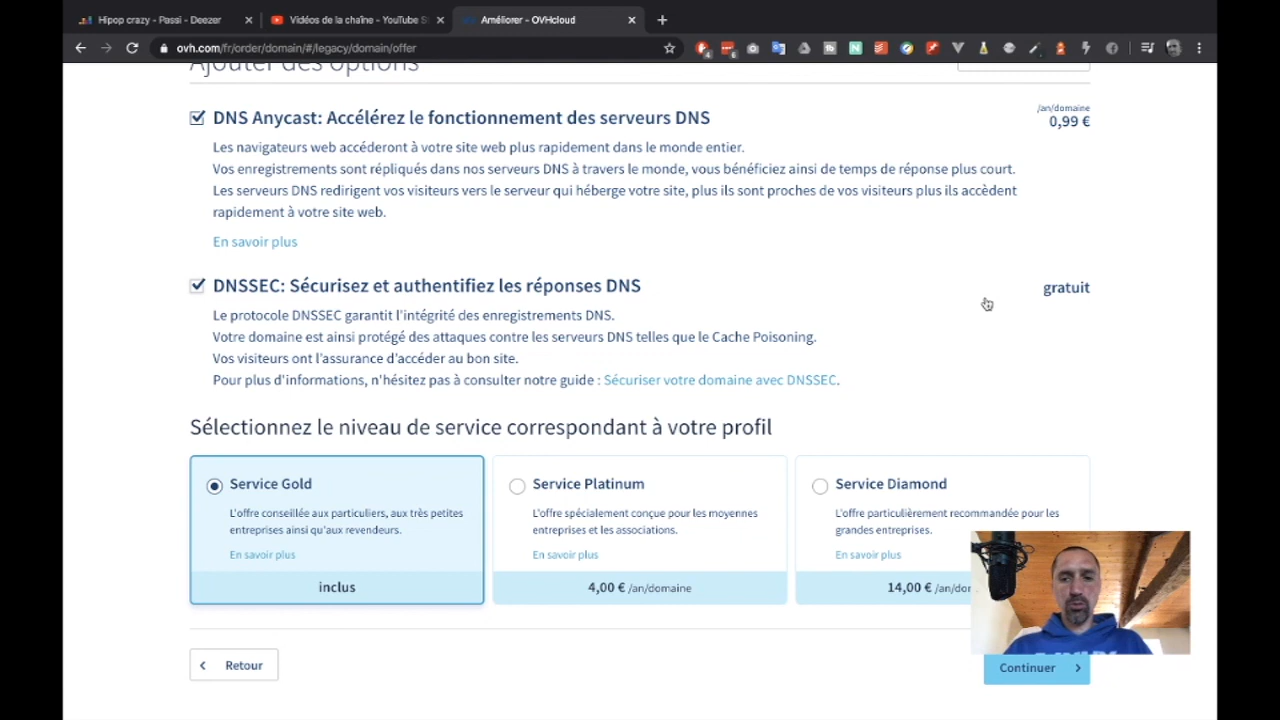 Hipop crazy - Passi - Deezer
Vidéos de la chaîne - YouTube S
Améliorer - OVHcloud
ovh.com/fr/order/domain/#/legacy/domain/offer
Ajouter des options
DNS Anycast: Accélérez le fonctionnement des serveurs DNS
/an/domaine
0,99 €
Les navigateurs web accéderont à votre site web plus rapidement dans le monde entier.
Vos enregistrements sont répliqués dans nos serveurs DNS à travers le monde, vous bénéficiez ainsi de temps de réponse plus court.
Les serveurs DNS redirigent vos visiteurs vers le serveur qui héberge votre site, plus ils sont proches de vos visiteurs plus ils accèdent
rapidement à votre site web.
En savoir plus
DNSSEC: Sécurisez et authentifiez les réponses DNS
gratuit
Le protocole DNSSEC garantit l'intégrité des enregistrements DNS.
Votre domaine est ainsi protégé des attaques contre les serveurs DNS telles que le Cache Poisoning.
Vos visiteurs ont l'assurance d'accéder au bon site.
Pour plus d'informations, n'hésitez pas à consulter notre guide : Sécuriser votre domaine avec DNSSEC.
Sélectionnez le niveau de service correspondant à votre profil
Service Gold
L'offre conseillée aux particuliers, aux très petites
entreprises ainsi qu'aux revendeurs.
En savoir plus
inclus
Service Platinum
L'offre spécialement conçue pour les moyennes
entreprises et les associations.
En savoir plus
4,00 € /an/domaine
Service Diamond
L'offre particulièrement recommandée pour les
grandes entreprises.
En savoir plus
14,00 € /an/dor
Retour
Continuer